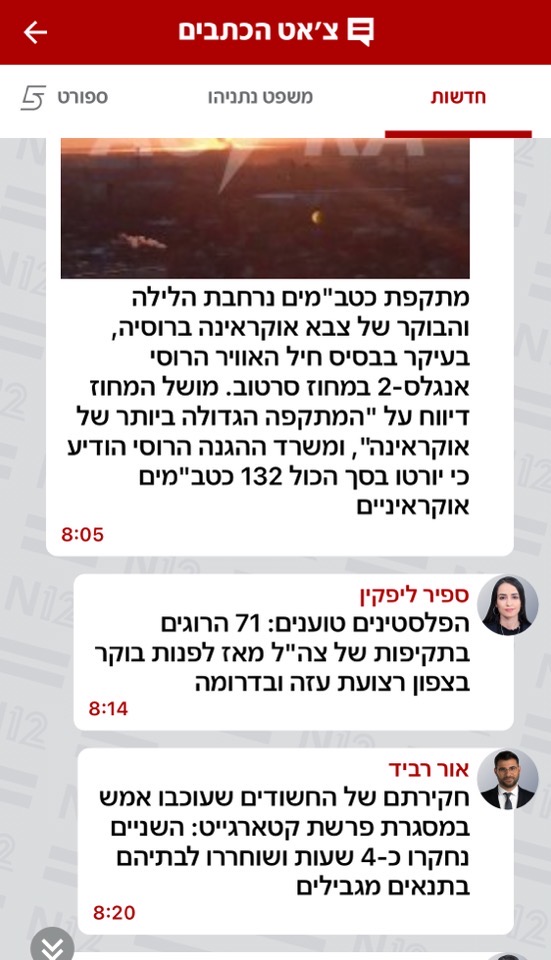 צ׳אט הכתבים
חדשות
משפט נתניהו
ספורט 5
מתקפת כטב"מים נרחבת הלילה
והבוקר של צבא אוקראינה ברוסיה,
בעיקר בבסיס חיל האוויר הרוסי
אנגלס-2 במחוז סרטוב. מושל המחוז
דיווח על "המתקפה הגדולה ביותר של
אוקראינה", ומשרד ההגנה הרוסי הודיע
כי יורטו בסך הכול 132 כטב"מים
אוקראיניים
8:05
ספיר ליפקין
הפלסטינים טוענים: 71 הרוגים
בתקיפות של צה"ל מאז לפנות בוקר
בצפון רצועת עזה ובדרומה
8:14
אור רביד
חקירתם של החשודים שעוכבו אמש
במסגרת פרשת קטארגייט: השניים
נחקרו כ-4 שעות ושוחררו לבתיהם
בתנאים מגבילים
8:20
N12